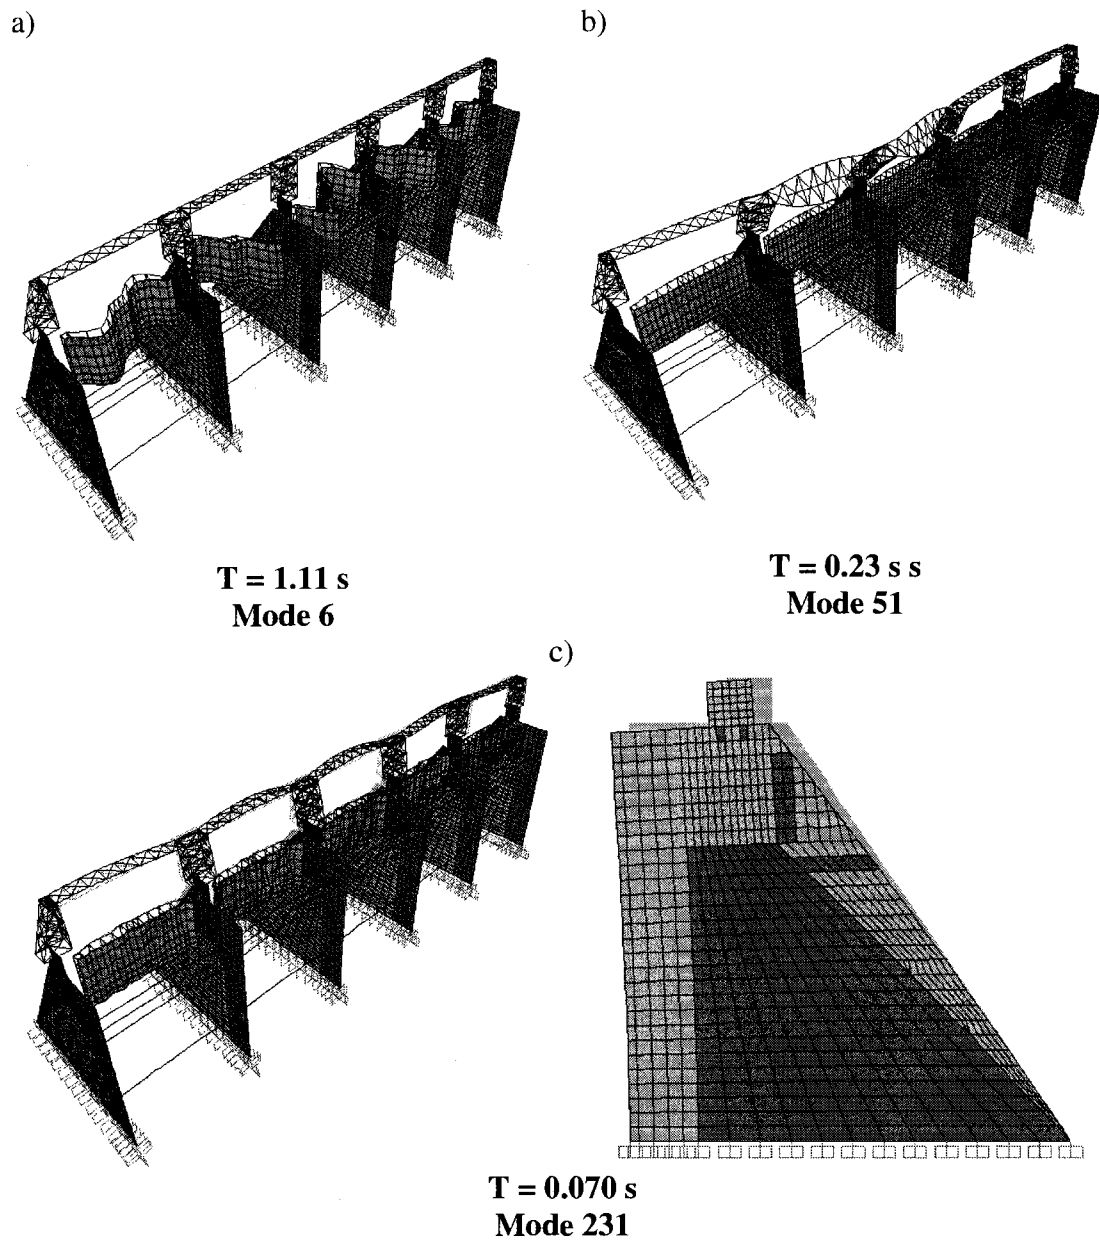 a)
b)
T = 1.11 s
Mode 6
T = 0.23 s s
Mode 51
c)
T = 0.070 s
Mode 231